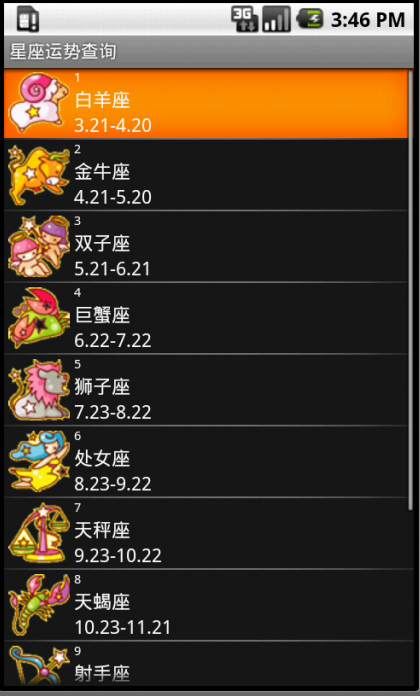 3G
3:46 PM
星座运势查询
1
白羊座
3.21-4.20
2
金牛座
4.21-5.20
3
双子座
5.21-6.21
4
巨蟹座
6.22-7.22
5
狮子座
7.23-8.22
6
处女座
8.23-9.22
7
天秤座
9.23-10.22
8
天蝎座
10.23-11.21
9
射手座